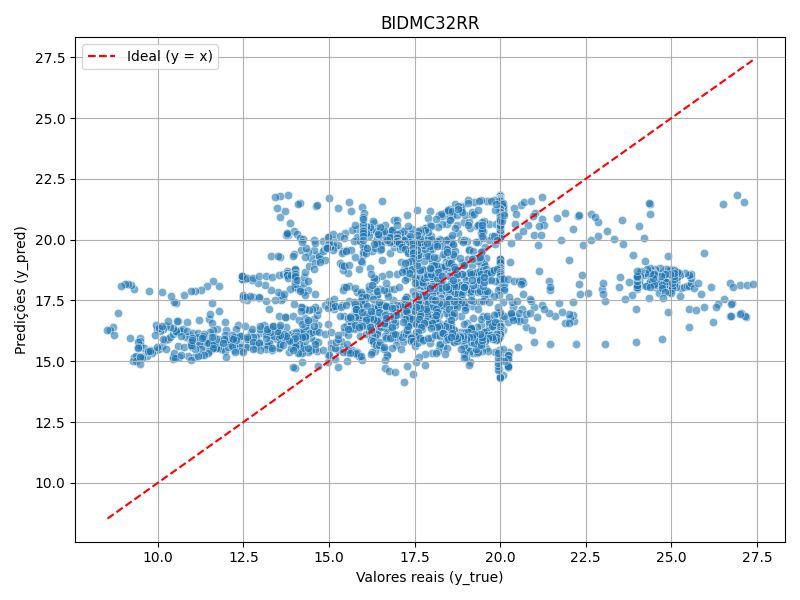 BIDMC32RR
Ideal (y = x)
27.5
25.0
22.5
20.0
17.5
15.0
12.5
10.0
Predições (y_pred)
10.0 12.5 15.0 17.5 20.0 22.5 25.0 27.5
Valores reais (y_true)